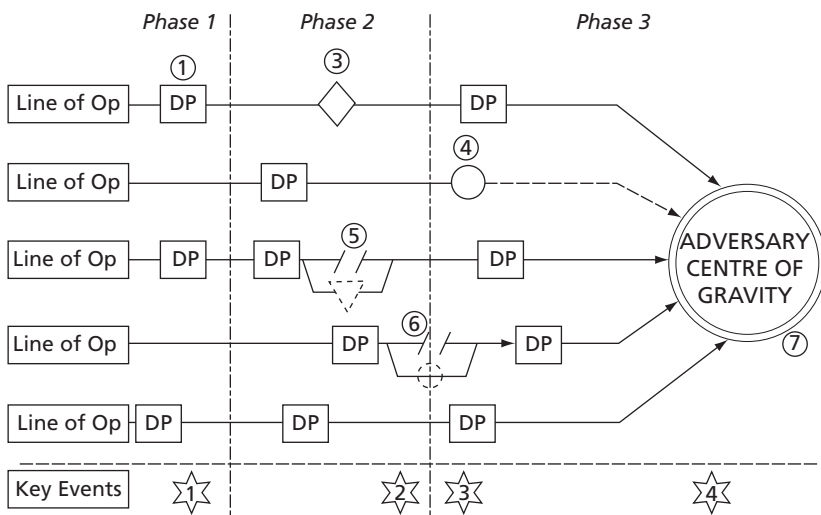 Phase 1 Phase 2 Phase 3
① ③
Line of Op DP DP
④
Line of Op DP
⑤
Line of Op DP DP DP
ADVERSARY
CENTRE OF
GRAVITY
⑥
Line of Op DP DP
⑦
Line of Op DP DP DP
Key Events 1 2 3 4